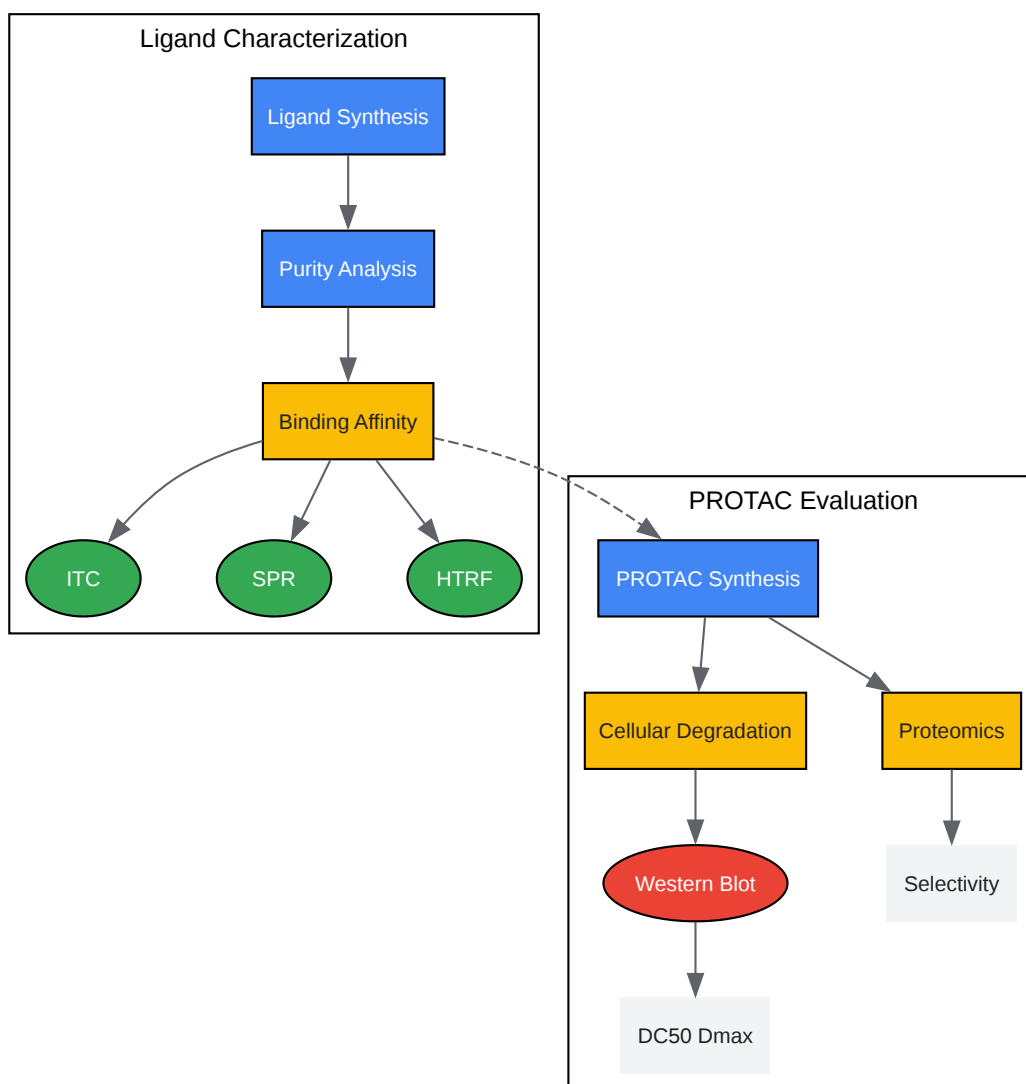 Ligand Characterization
Ligand Synthesis
Purity Analysis
Binding Affinity
ITC
SPR
HTRF
PROTAC Evaluation
PROTAC Synthesis
Cellular Degradation
Proteomics
Western Blot
Selectivity
DC50 Dmax